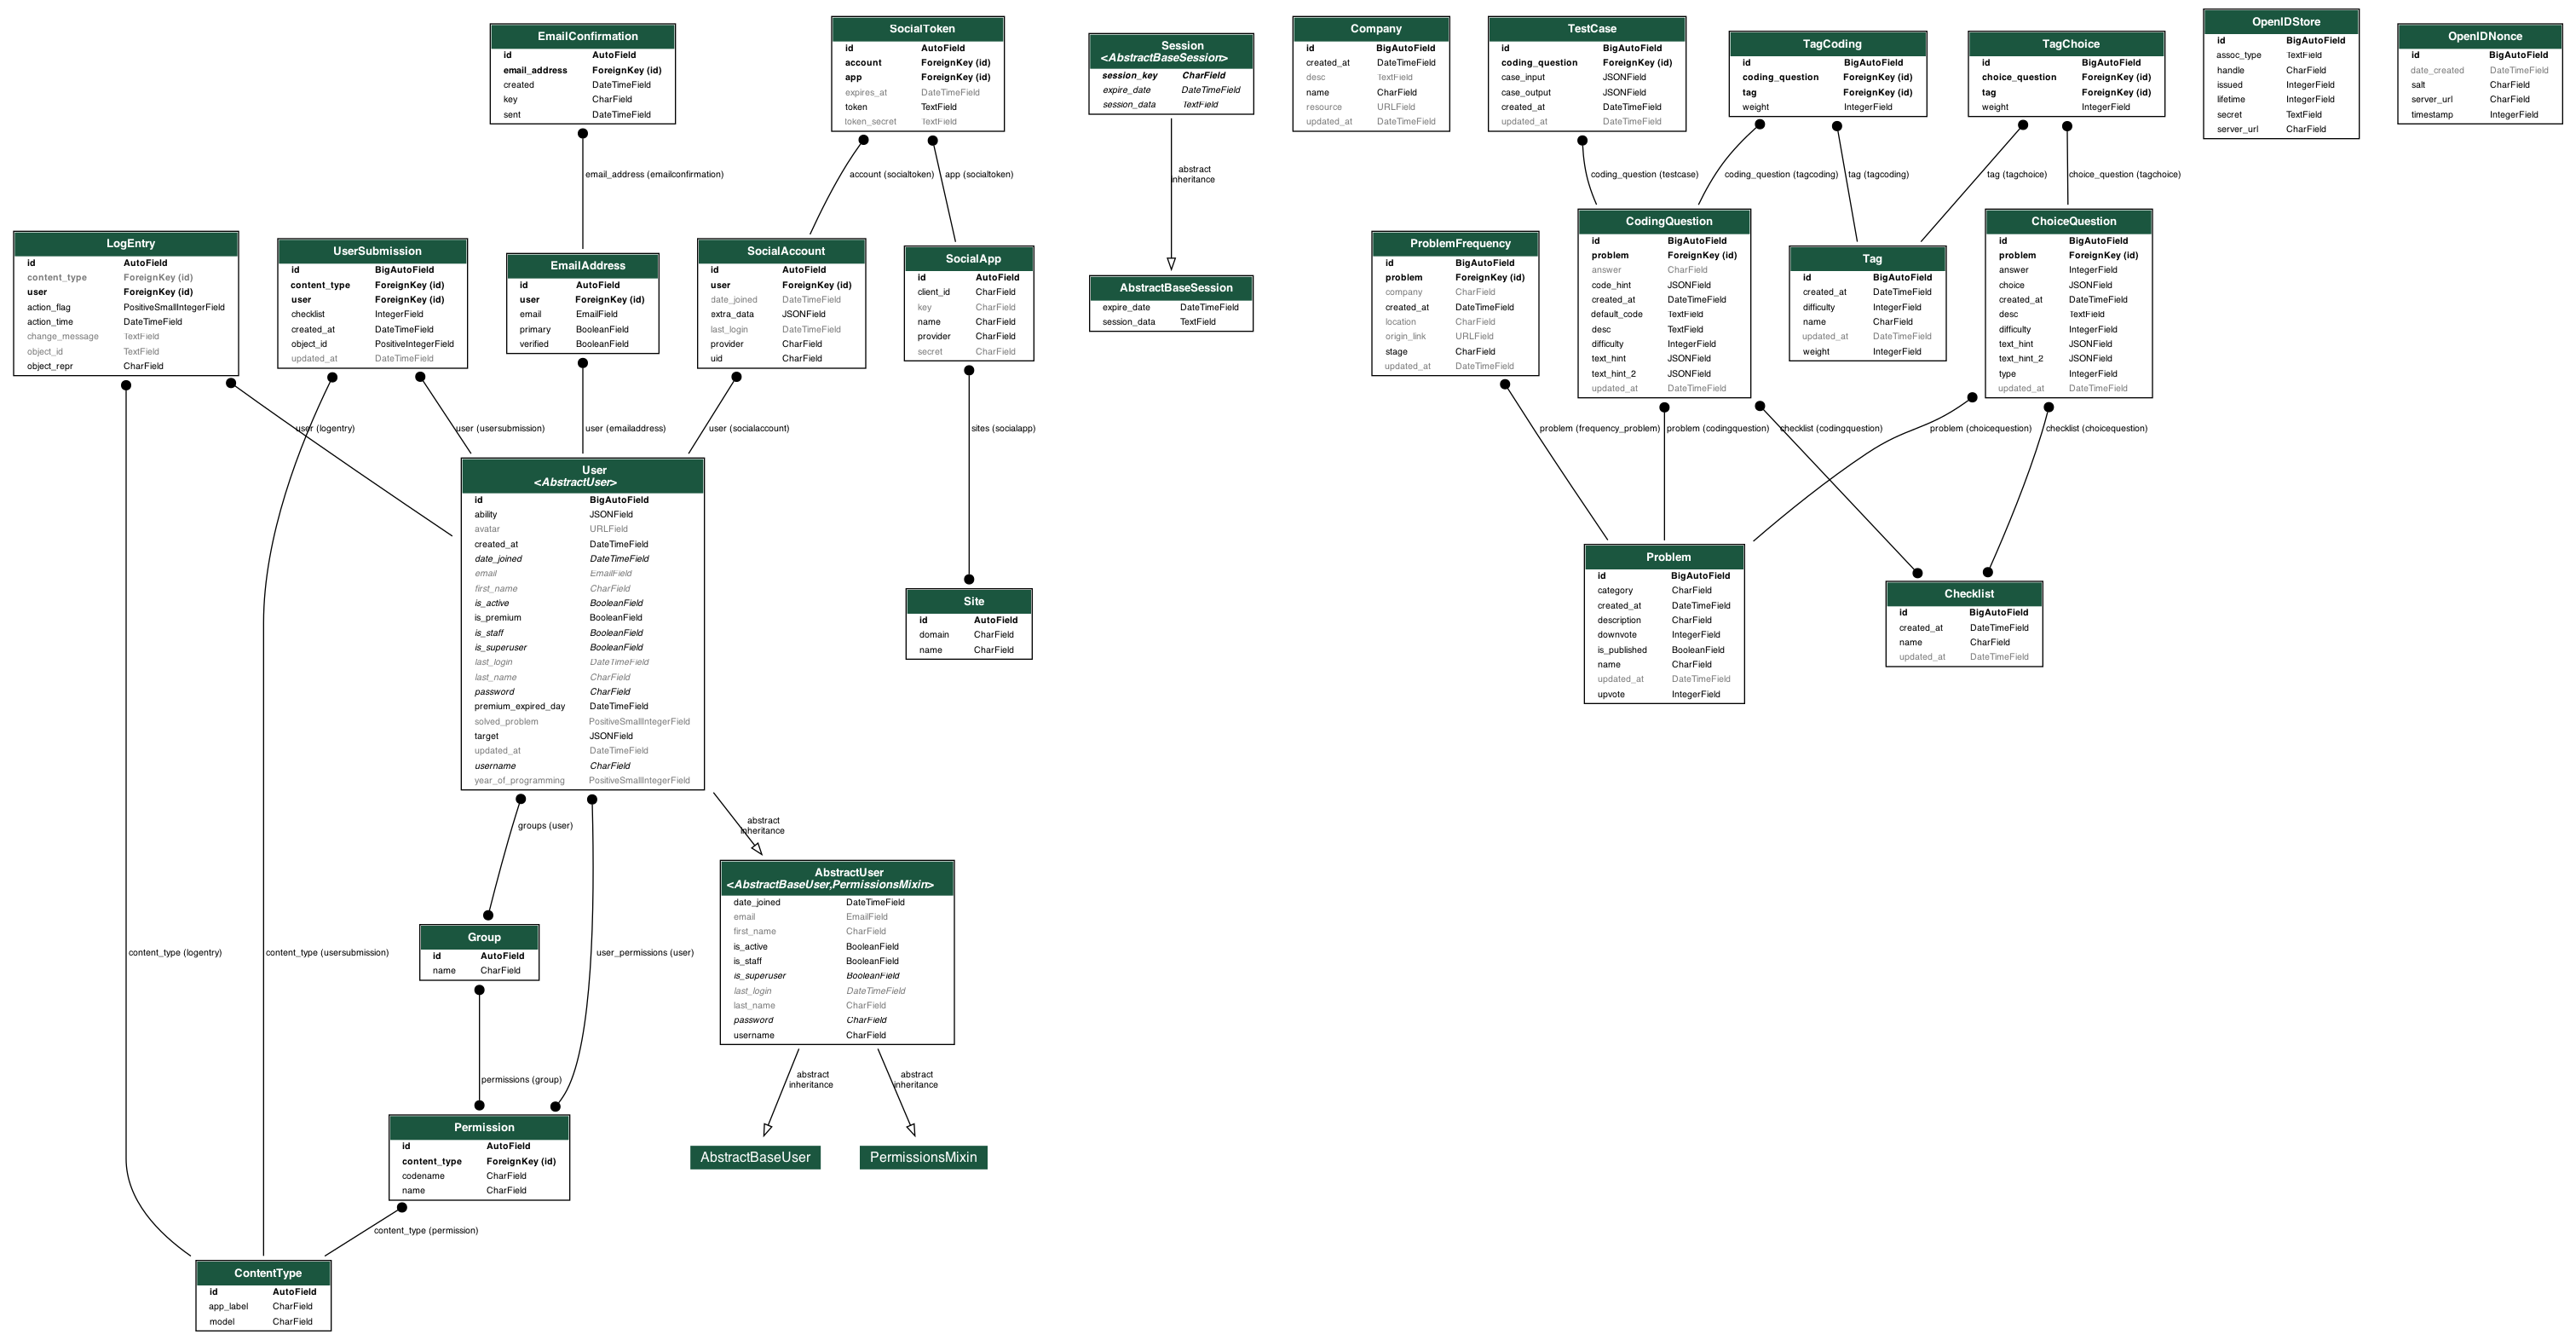 EmailConfirmation
id AutoField
email_address ForeignKey (id)
created DateTimeField
key CharField
sent DateTimeField
SocialToken
id AutoField
account ForeignKey (id)
app ForeignKey (id)
expires_at DateTimeField
token TextField
token_secret TextField
Session
<AbstractBaseSession>
session_key CharField
expire_date DateTimeField
session_data TextField
Company
id BigAutoField
created_at DateTimeField
desc TextField
name CharField
resource URLField
updated_at DateTimeField
TestCase
id BigAutoField
coding_question ForeignKey (id)
case_input JSONField
case_output JSONField
created_at DateTimeField
updated_at DateTimeField
TagCoding
id BigAutoField
coding_question ForeignKey (id)
tag ForeignKey (id)
weight IntegerField
TagChoice
id BigAutoField
choice_question ForeignKey (id)
tag ForeignKey (id)
weight IntegerField
OpenIDStore
id BigAutoField
assoc_type TextField
handle CharField
issued IntegerField
lifetime IntegerField
secret TextField
server_url CharField
OpenIDNonce
id BigAutoField
date_created DateTimeField
salt CharField
server_url CharField
timestamp IntegerField
email_address (emailconfirmation)
account (socialtoken)
app (socialtoken)
abstract
inheritance
coding_question (testcase)
coding_question (tagcoding)
tag (tagcoding)
tag (tagchoice)
choice_question (tagchoice)
LogEntry
id AutoField
content_type ForeignKey (id)
user ForeignKey (id)
action_flag PositiveSmallIntegerField
action_time DateTimeField
change_message TextField
object_id TextField
object_repr CharField
UserSubmission
id BigAutoField
content_type ForeignKey (id)
user ForeignKey (id)
checklist IntegerField
created_at DateTimeField
object_id PositiveIntegerField
updated_at DateTimeField
EmailAddress
id AutoField
user ForeignKey (id)
email EmailField
primary BooleanField
verified BooleanField
SocialAccount
id AutoField
user ForeignKey (id)
date_joined DateTimeField
extra_data JSONField
last_login DateTimeField
provider CharField
uid CharField
SocialApp
id AutoField
client_id CharField
key CharField
name CharField
provider CharField
secret CharField
AbstractBaseSession
expire_date DateTimeField
session_data TextField
ProblemFrequency
id BigAutoField
problem ForeignKey (id)
company CharField
created_at DateTimeField
location CharField
origin_link URLField
stage CharField
updated_at DateTimeField
CodingQuestion
id BigAutoField
problem ForeignKey (id)
answer CharField
code_hint JSONField
created_at DateTimeField
default_code TextField
desc TextField
difficulty IntegerField
text_hint JSONField
text_hint_2 JSONField
updated_at DateTimeField
Tag
id BigAutoField
created_at DateTimeField
difficulty IntegerField
name CharField
updated_at DateTimeField
weight IntegerField
ChoiceQuestion
id BigAutoField
problem ForeignKey (id)
answer IntegerField
choice JSONField
created_at DateTimeField
desc TextField
difficulty IntegerField
text_hint JSONField
text_hint_2 JSONField
type IntegerField
updated_at DateTimeField
user (logentry)
user (usersubmission)
user (emailaddress)
user (socialaccount)
sites (socialapp)
problem (frequency_problem)
problem (codingquestion)
checklist (codingquestion)
problem (choicequestion)
checklist (choicequestion)
User
<AbstractUser>
id BigAutoField
ability JSONField
avatar URLField
created_at DateTimeField
date_joined DateTimeField
email EmailField
first_name CharField
is_active BooleanField
is_premium BooleanField
is_staff BooleanField
is_superuser BooleanField
last_login DateTimeField
last_name CharField
password CharField
premium_expired_day DateTimeField
solved_problem PositiveSmallIntegerField
target JSONField
updated_at DateTimeField
username CharField
year_of_programming PositiveSmallIntegerField
Site
id AutoField
domain CharField
name CharField
Problem
id BigAutoField
category CharField
created_at DateTimeField
description CharField
downvote IntegerField
is_published BooleanField
name CharField
updated_at DateTimeField
upvote IntegerField
Checklist
id BigAutoField
created_at DateTimeField
name CharField
updated_at DateTimeField
groups (user)
abstract
inheritance
AbstractUser
<AbstractBaseUser,PermissionsMixin>
date_joined DateTimeField
email EmailField
first_name CharField
is_active BooleanField
is_staff BooleanField
is_superuser BooleanField
last_login DateTimeField
last_name CharField
password CharField
username CharField
Group
id AutoField
name CharField
content_type (logentry)
content_type (usersubmission)
user_permissions (user)
permissions (group)
abstract
inheritance
abstract
inheritance
Permission
id AutoField
content_type ForeignKey (id)
codename CharField
name CharField
AbstractBaseUser
PermissionsMixin
content_type (permission)
ContentType
id AutoField
app_label CharField
model CharField